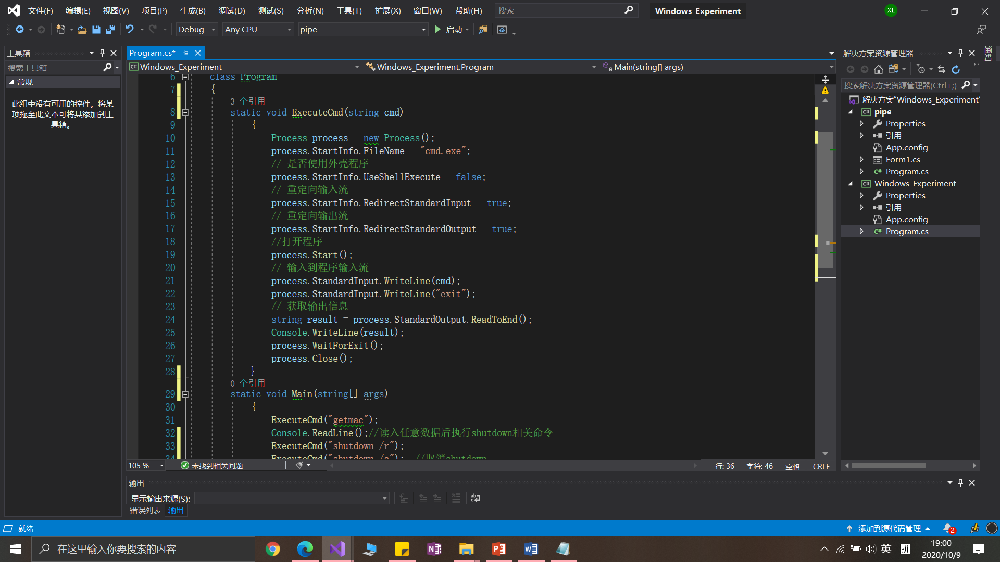 文件(F) 编辑(E) 视图(V) 项目(P) 生成(B) 调试(D) 测试(S) 分析(N) 工具(T) 扩展(X) 窗口(W) 帮助(H) 搜索 Windows_Experiment XL
Debug Any CPU pipe 启动
工具箱
搜索工具箱
常规
此组中没有可用的控件。将某
项拖至此文本可将其添加到工
具箱。
Program.cs*
Windows_Experiment Windows_Experiment.Program Main(string[] args)
6 class Program
7 {
3 个引用
8 static void ExecuteCmd(string cmd)
9 {
10 Process process = new Process();
11 process.StartInfo.FileName = "cmd.exe";
12 // 是否使用外壳程序
13 process.StartInfo.UseShellExecute = false;
14 // 重定向输入流
15 process.StartInfo.RedirectStandardInput = true;
16 // 重定向输出流
17 process.StartInfo.RedirectStandardOutput = true;
18 //打开程序
19 process.Start();
20 // 输入到程序输入流
21 process.StandardInput.WriteLine(cmd);
22 process.StandardInput.WriteLine("exit");
23 // 获取输出信息
24 string result = process.StandardOutput.ReadToEnd();
25 Console.WriteLine(result);
26 process.WaitForExit();
27 process.Close();
28 }
0 个引用
29 static void Main(string[] args)
30 {
31 ExecuteCmd("getmac");
32 Console.ReadLine();//读入任意数据后执行shutdown相关命令
33 ExecuteCmd("shutdown /r");
34 ExecuteCmd("shutdown /a"); //取消shutdown
105 % 未找到相关问题 行: 36 字符: 46 空格 CRLF
输出
显示输出来源(S):
错误列表 输出
解决方案资源管理器
搜索解决方案资源管理器(Ctrl+;)
解决方案"Windows_Experiment"
pipe
Properties
引用
App.config
Form1.cs
Program.cs
Windows_Experiment
Properties
引用
App.config
Program.cs
通知
就绪 添加到源代码管理 2
在这里输入你要搜索的内容 英 拼
19:00
2020/10/9